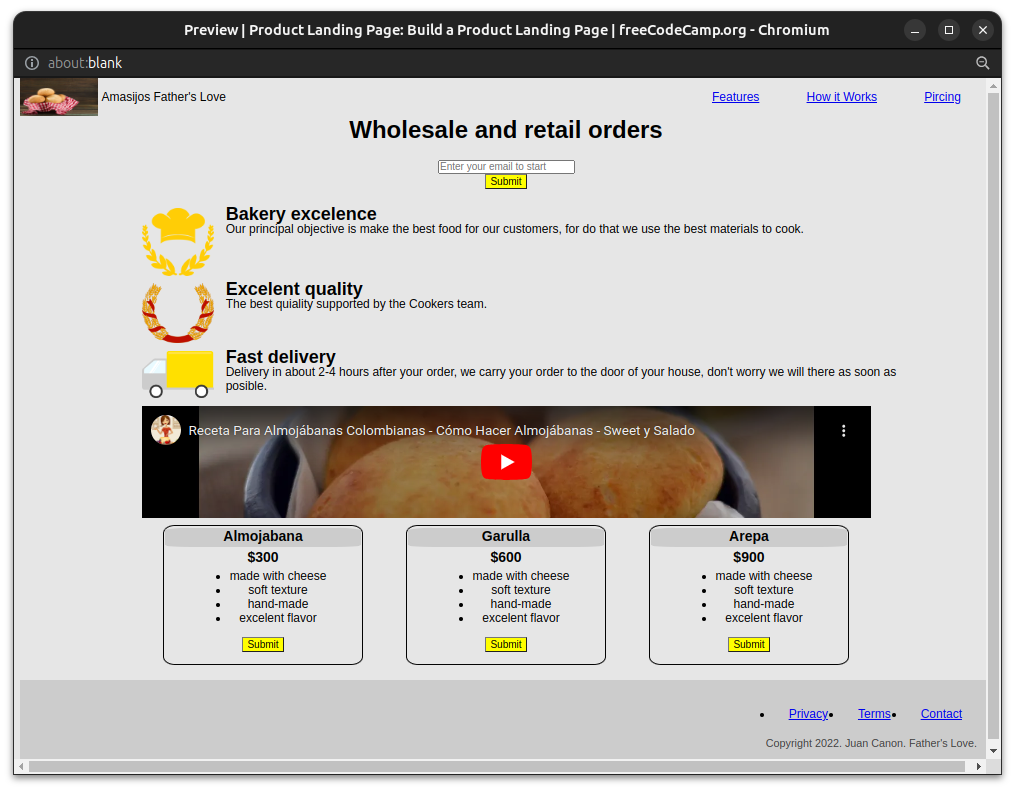 Preview | Product Landing Page: Build a Product Landing Page | freeCodeCamp.org - Chromium
about:blank
Amasijos Father's Love
Features
How it Works
Pircing
Wholesale and retail orders
Enter your email to start
Submit
Bakery excelence
Our principal objective is make the best food for our customers, for do that we use the best materials to cook.
Excelent quality
The best quiality supported by the Cookers team.
Fast delivery
Delivery in about 2-4 hours after your order, we carry your order to the door of your house, don't worry we will there as soon as
posible.
Receta Para Almojábanas Colombianas - Cómo Hacer Almojábanas - Sweet y Salado
Almojabana
$300
made with cheese
soft texture
hand-made
excelent flavor
Submit
Garulla
$600
made with cheese
soft texture
hand-made
excelent flavor
Submit
Arepa
$900
made with cheese
soft texture
hand-made
excelent flavor
Submit
Privacy
Terms
Contact
Copyright 2022. Juan Canon. Father's Love.